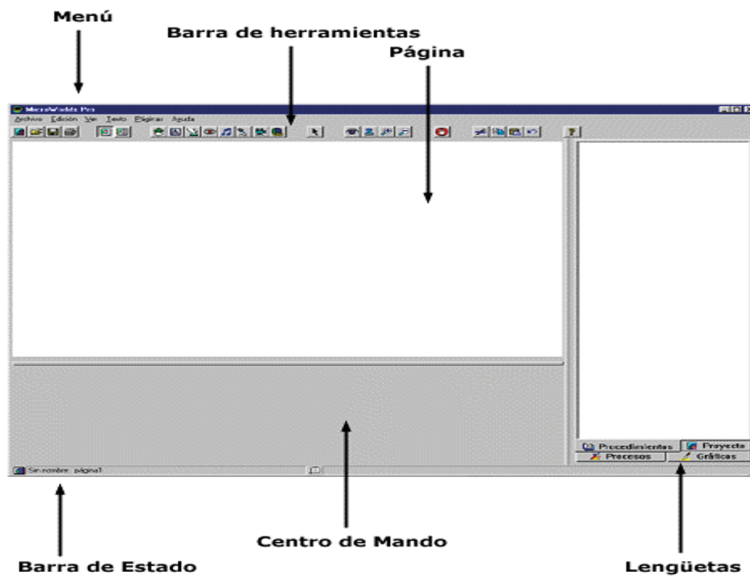 Menú
Barra de herramientas
Página
MicroWorlds Pro
Archivo Edición Ver Texto Páginas Ayuda
Procedimientos Proyecto
Procesos Gráficos
Sin nombre: página1
Centro de Mando
Barra de Estado Lengüetas